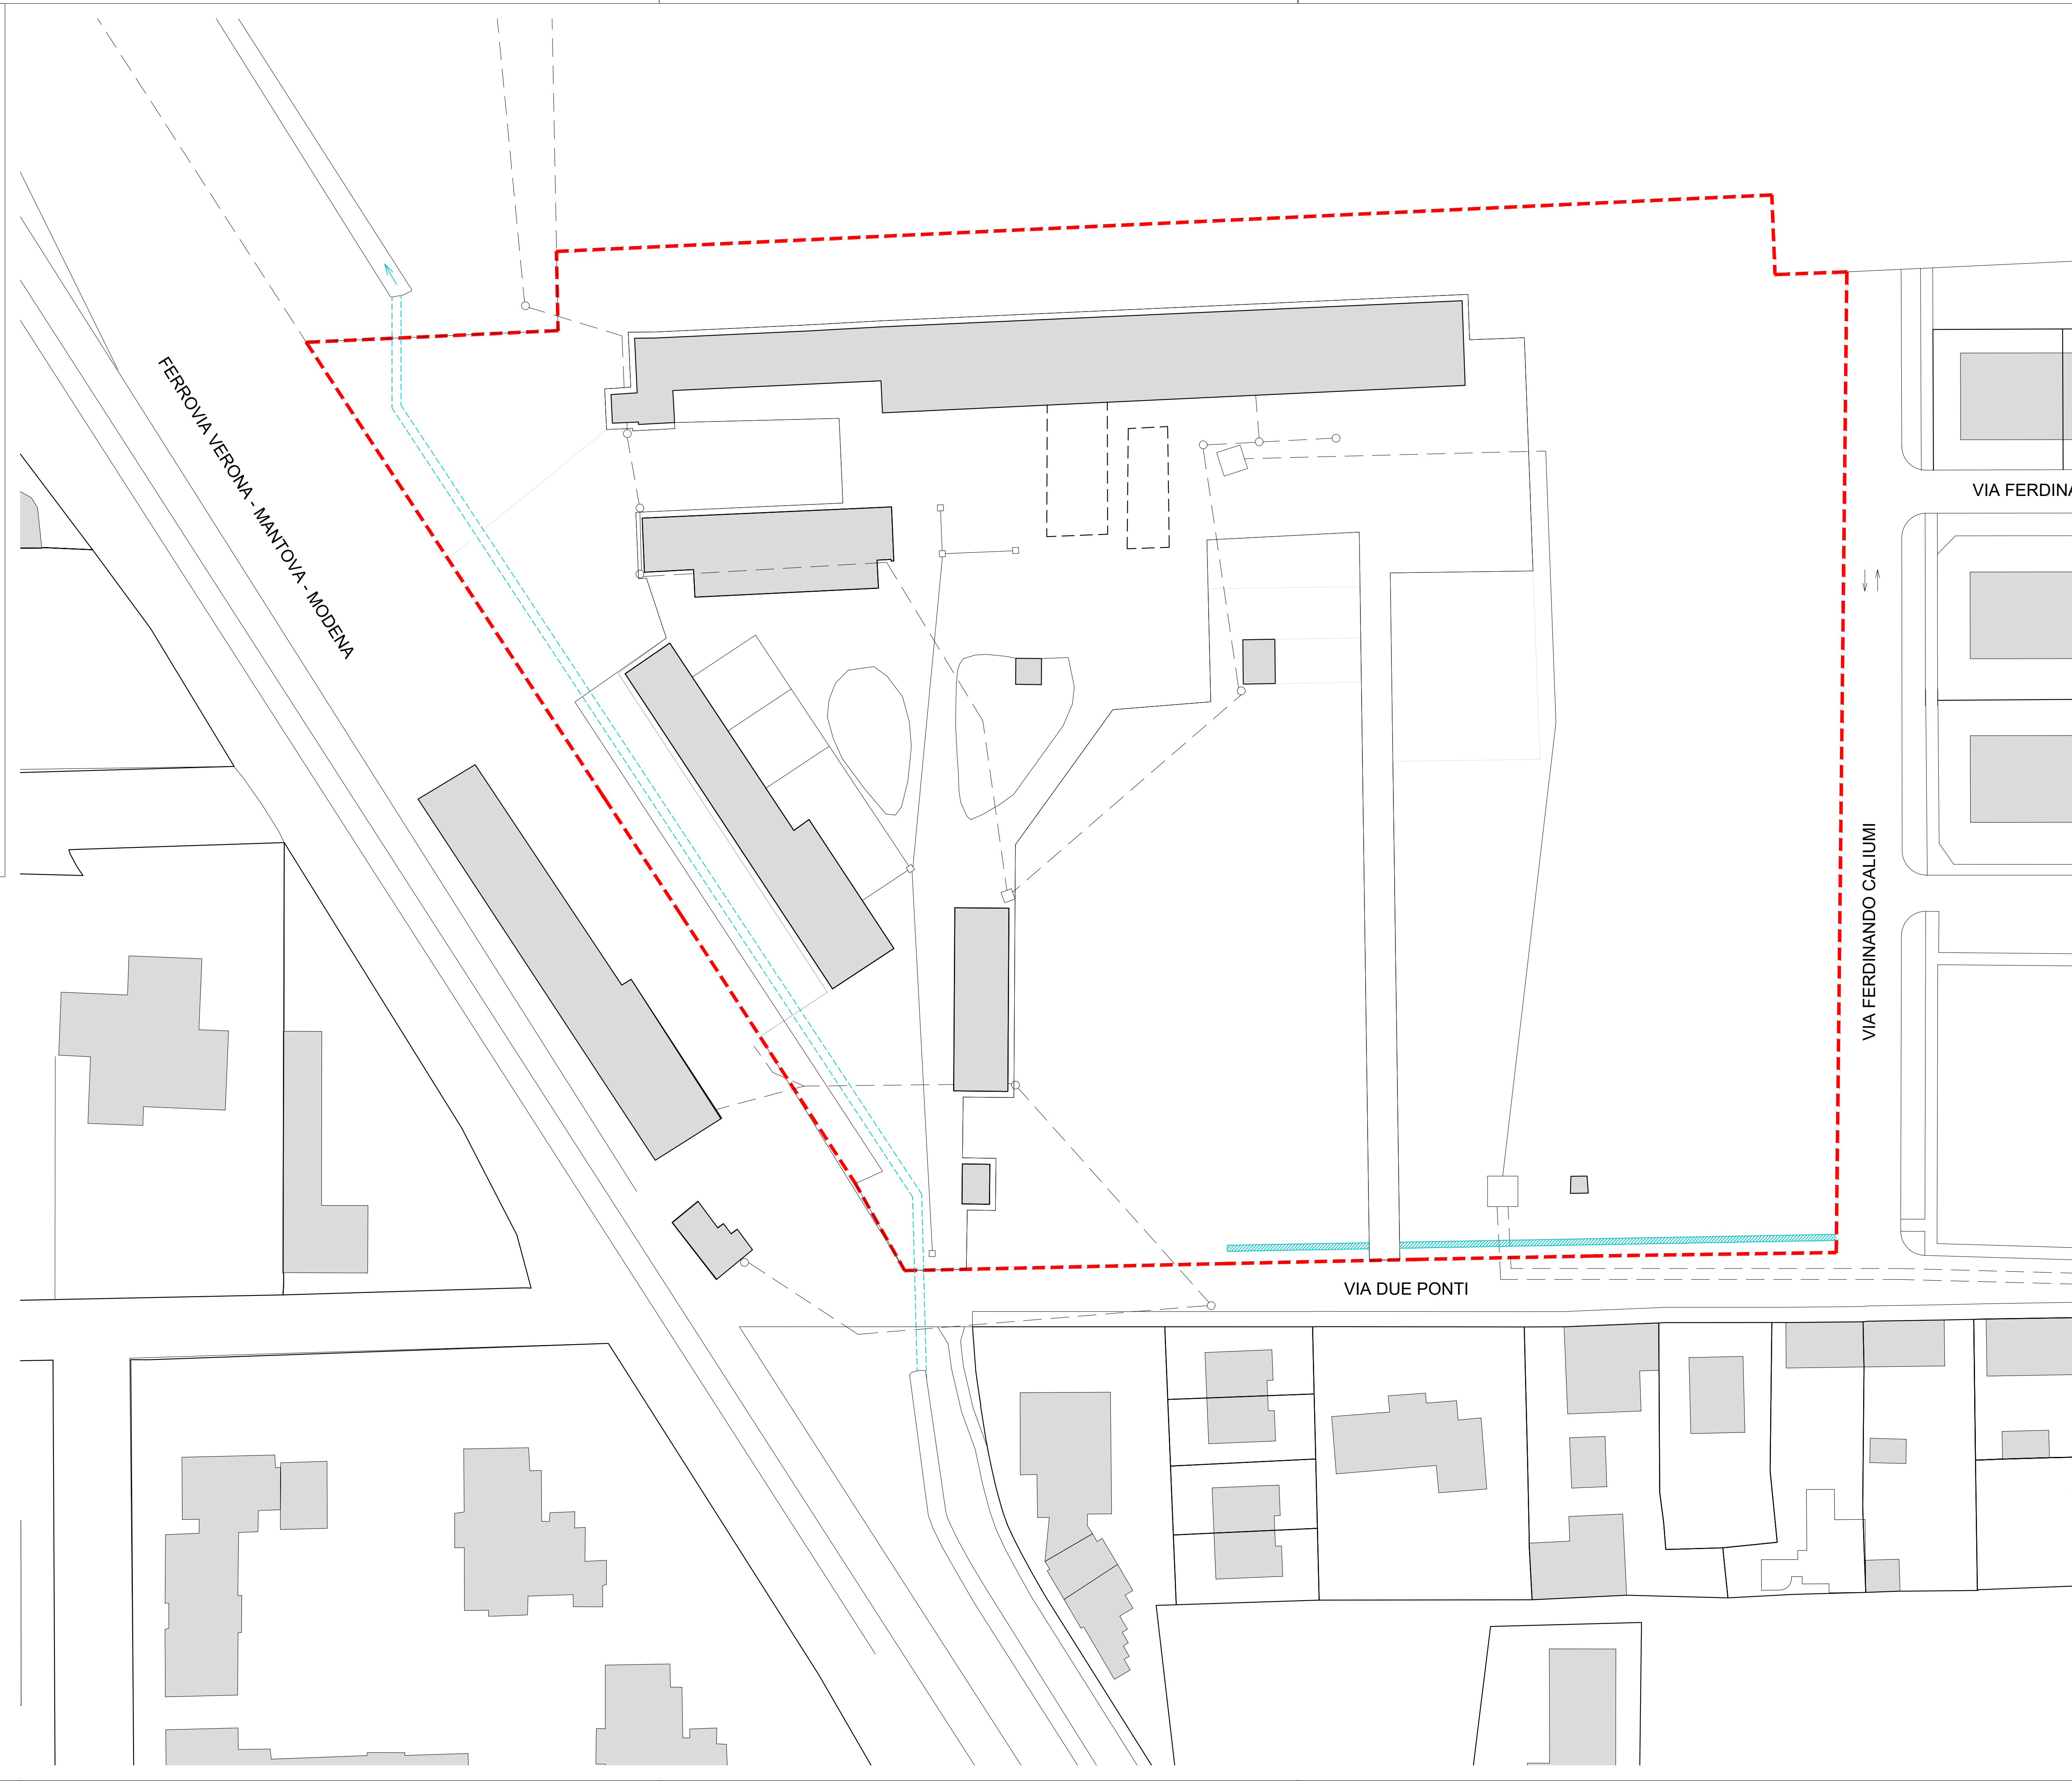 FERROVIA VERONA - MANTOVA - MODENA
VIA FERDINA
VIA FERDINANDO CALIUMI
VIA DUE PONTI